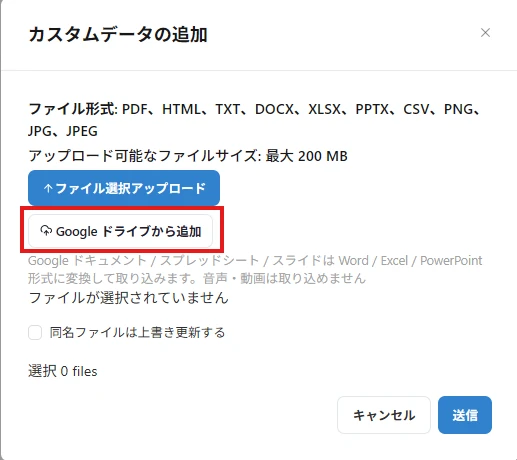 カスタムデータの追加
ファイル形式: PDF、HTML、TXT、DOCX、XLSX、PPTX、CSV、PNG、
JPG、JPEG
アップロード可能なファイルサイズ: 最大 200 MB
ファイル選択アップロード
Google ドライブから追加
Google ドキュメント / スプレッドシート / スライドは Word / Excel / PowerPoint
形式に変換して取り込みます。音声・動画は取り込めません
ファイルが選択されていません
同名ファイルは上書き更新する
選択 0 files
キャンセル
送信